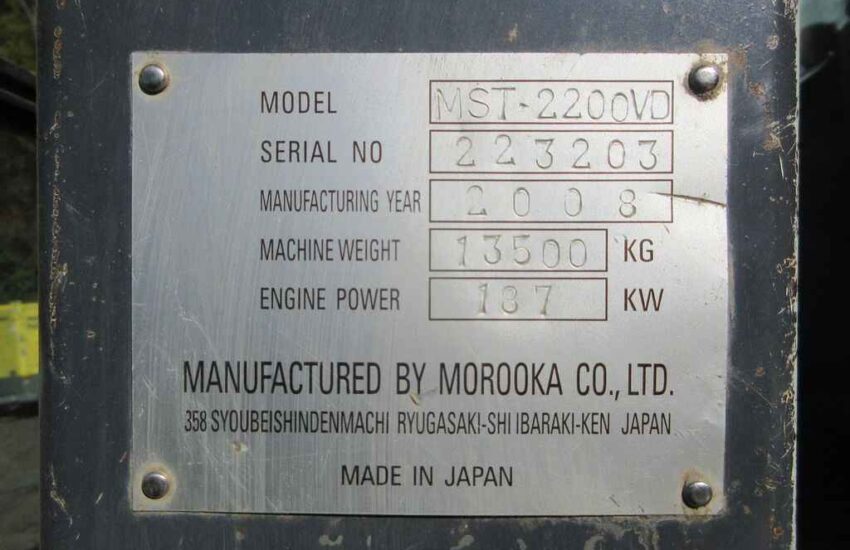 MODEL MST-2200VD
SERIAL NO 223203
MANUFACTURING YEAR 2008
MACHINE WEIGHT 13500 KG
ENGINE POWER 187 KW
MANUFACTURED BY MOROOKA CO., LTD.
358 SYOUBEISHINDENMACHI RYUGASAKI-SHI IBARAKI-KEN JAPAN
MADE IN JAPAN